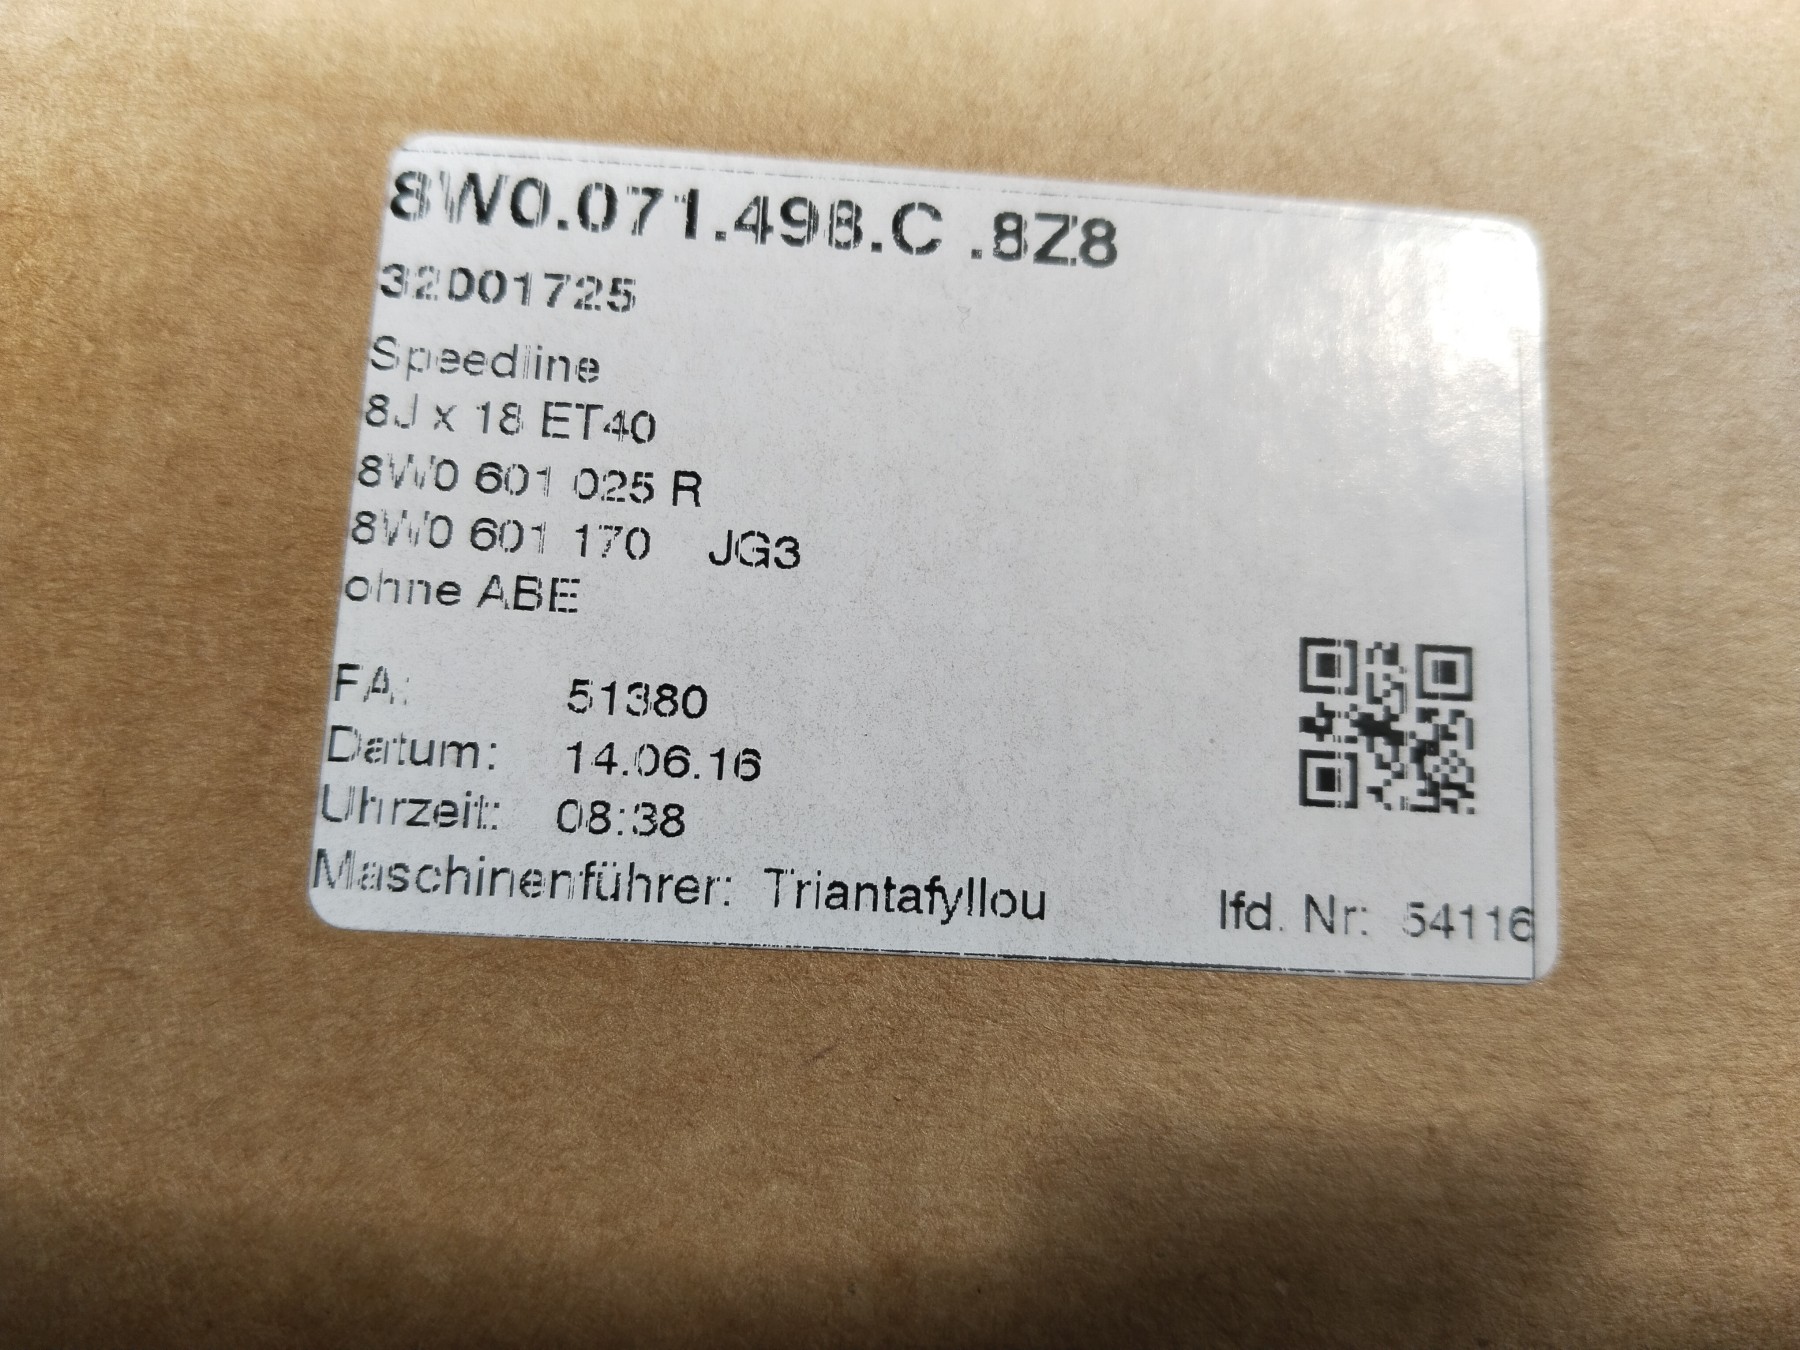 8W0.071.498.C .8Z8
32001725
Speedline
8J x 18 ET40
8W0 601 025 R
8W0 601 170 JG3
ohne ABE
FA: 51380
Datum: 14.06.16
Uhrzeit: 08:38
Maschinenführer: Triantafyllou
lfd. Nr: 54116